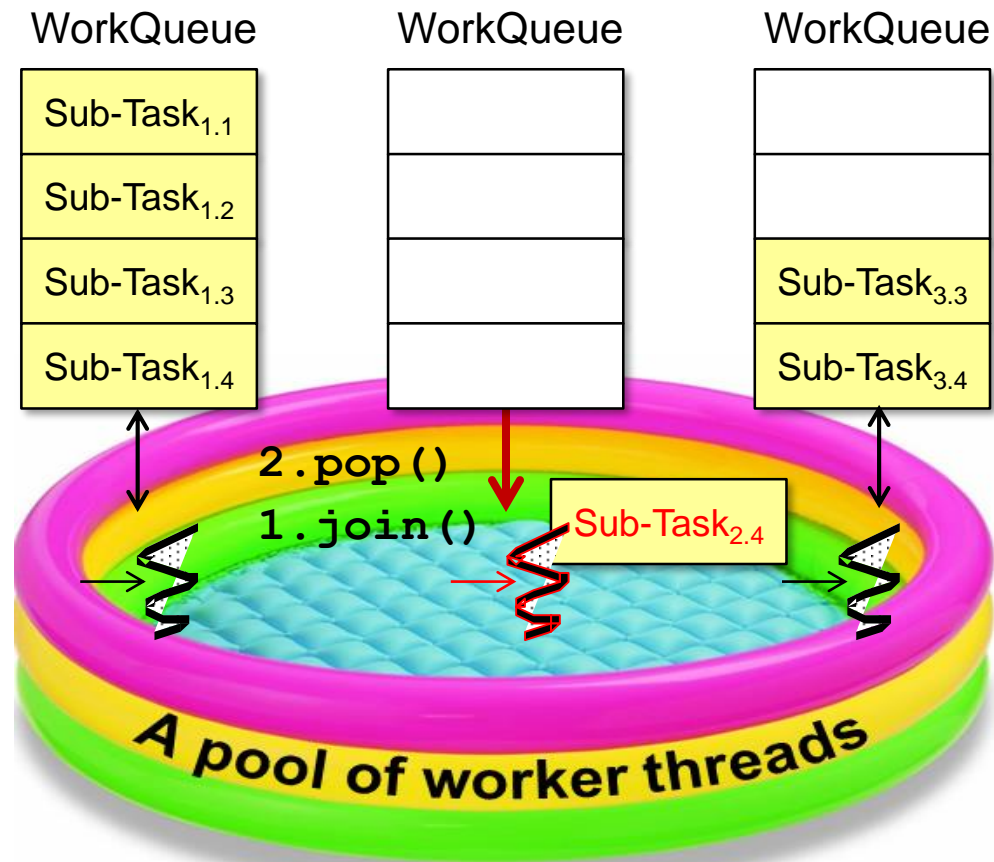 WorkQueue WorkQueue WorkQueue
Sub-Task1.1
Sub-Task1.2
Sub-Task1.3 Sub-Task3.3
Sub-Task1.4 Sub-Task3.4
2.pop()
1.join() Sub-Task2.4
A pool of worker threads